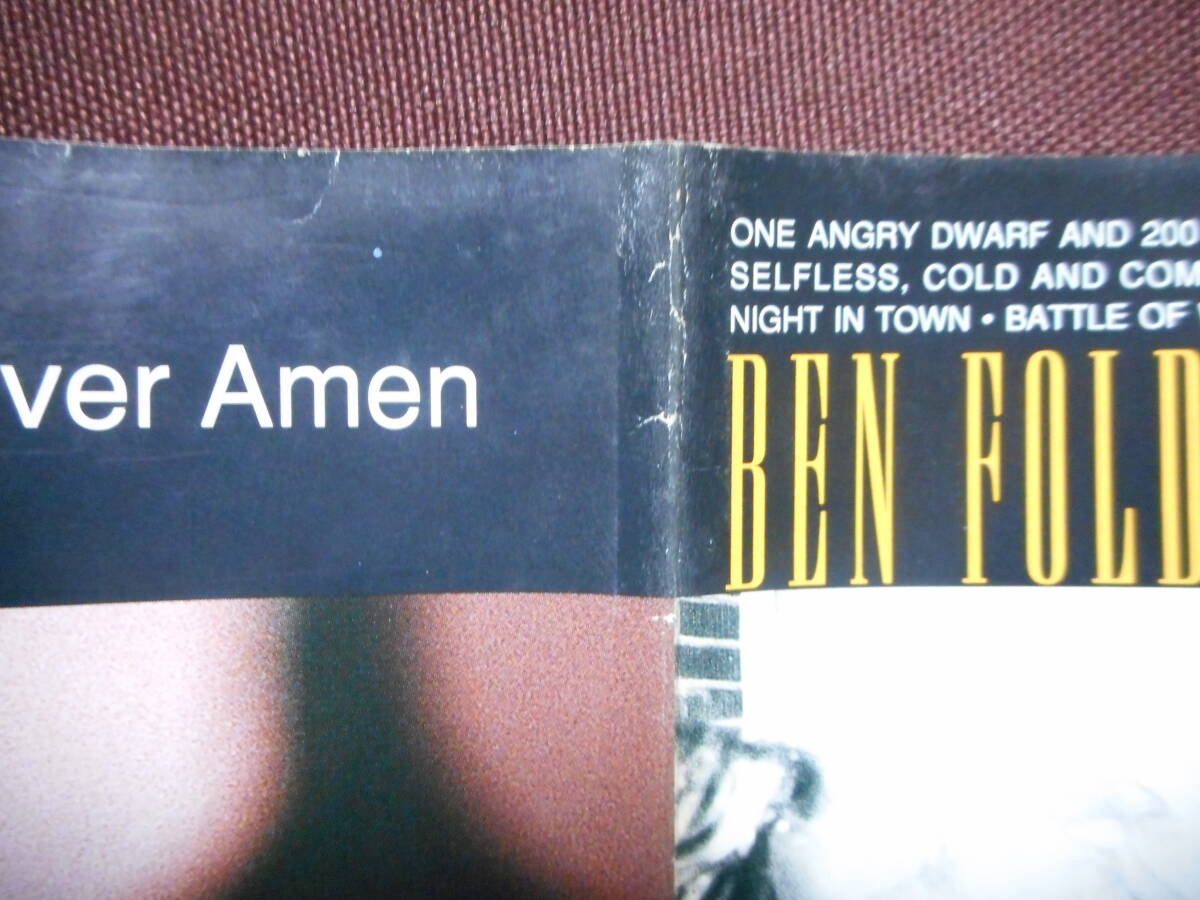 ver Amen
ONE ANGRY DWARF AND 200
SELFLESS, COLD AND COM
NIGHT IN TOWN • BATTLE OF
BEN FOLD